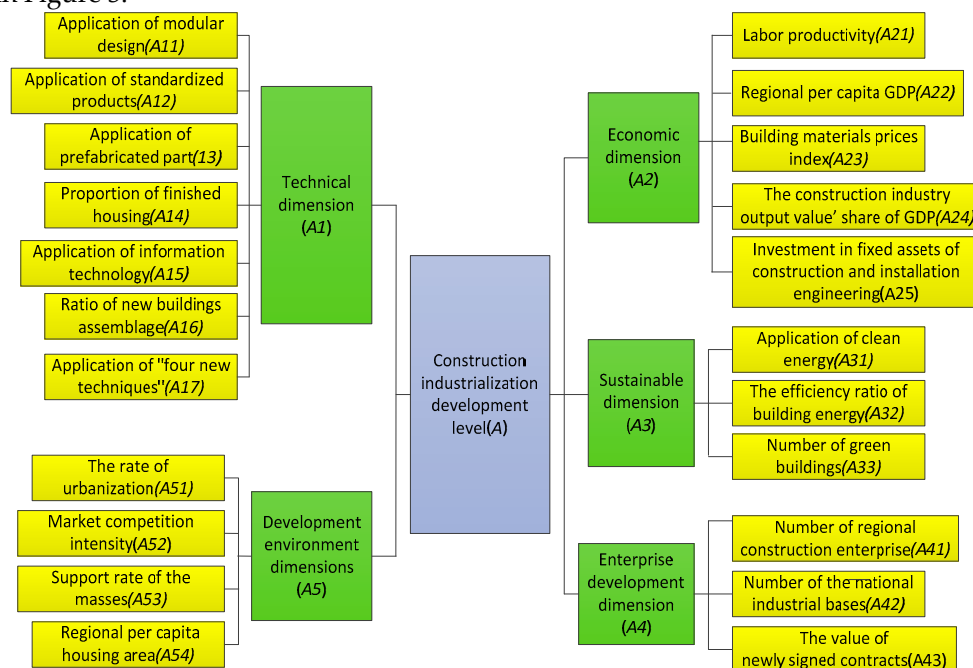 in Figure 3.
Application of modular
design(A11)
Application of standardized
products(A12)
Application of
prefabricated part(13)
Proportion of finished
housing(A14)
Application of information
technology(A15)
Ratio of new buildings
assemblage(A16)
Application of "four new
techniques"(A17)
Technical
dimension
(A1)
The rate of
urbanization(A51)
Market competition
intensity(A52)
Support rate of the
masses(A53)
Regional per capita
housing area(A54)
Development
environment
dimensions
(A5)
Construction
industrialization
development
level(A)
Economic
dimension
(A2)
Labor productivity(A21)
Regional per capita GDP(A22)
Building materials prices
index(A23)
The construction industry
output value' share of GDP(A24)
Investment in fixed assets of
construction and installation
engineering(A25)
Sustainable
dimension
(A3)
Application of clean
energy(A31)
The efficiency ratio of
building energy(A32)
Number of green
buildings(A33)
Enterprise
development
dimension
(A4)
Number of regional
construction enterprise(A41)
Number of the national
industrial bases(A42)
The value of
newly signed contracts(A43)